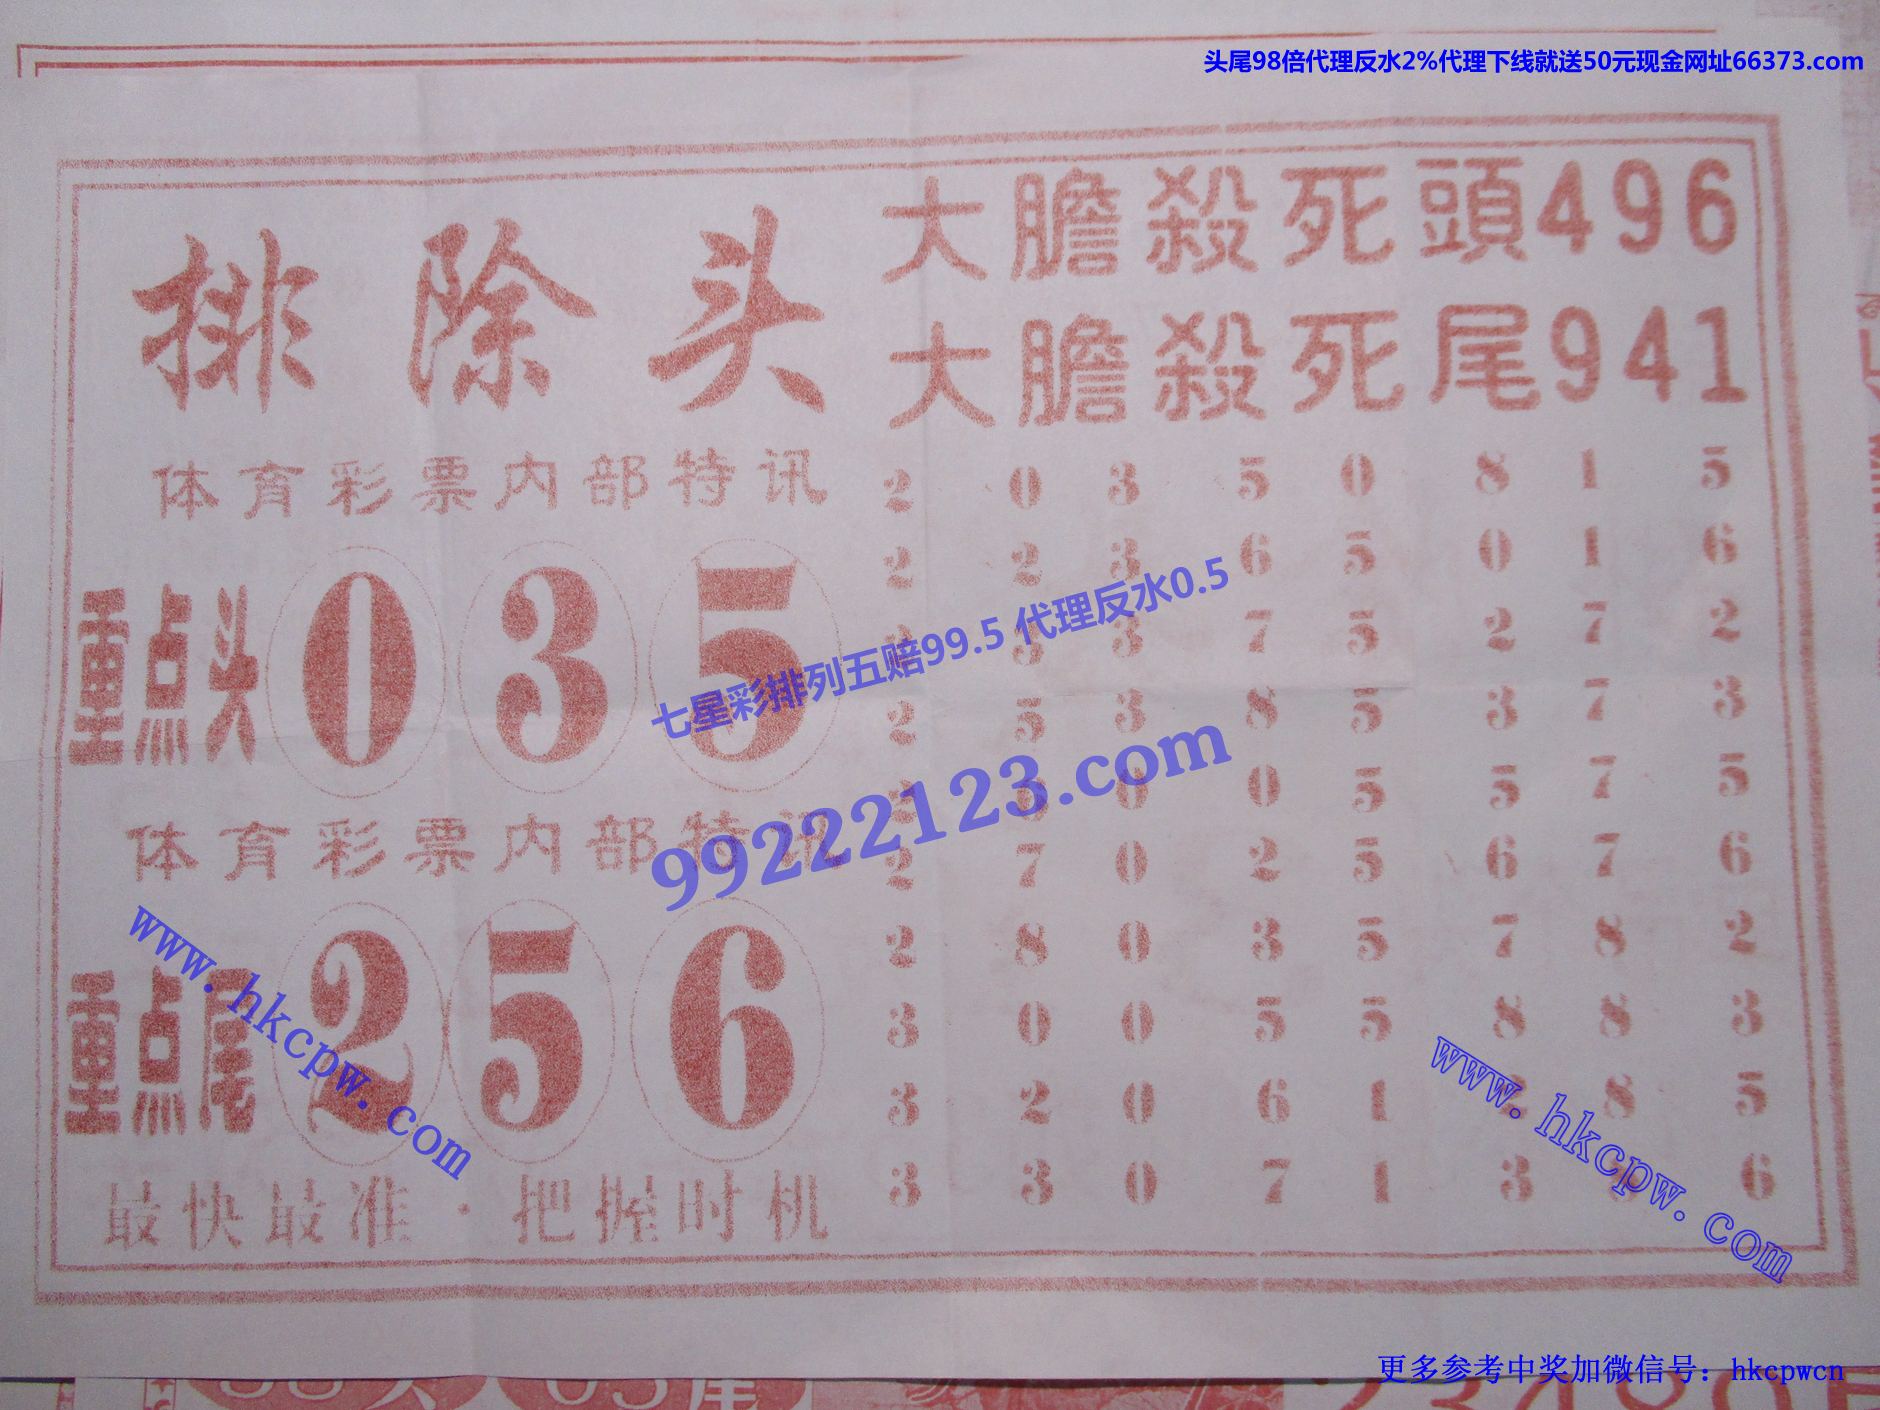 头尾98倍代理反水2%代理下线就送50元现金网址66373.com
排除头
大膽殺死頭496
大膽殺死尾941
体育彩票内部特讯
重点头 0 3 5
体育彩票内部特讯
重点尾 2 5 6
最快最准·把握时机
2 0 3 5 0 8 1 5
2 2 3 6 5 0 1 6
3 7 5 2 7 2
2 5 3 8 5 3 7 3
0 0 5 5 7 5
2 7 0 2 5 6 7 6
2 8 0 3 5 7 8 2
3 0 0 5 5 8 8 3
3 2 0 6 1 8 5
3 3 0 7 1 3 6
七星彩排列五赔99.5 代理反水0.5
99222123.com
www.hkcpw.com
www.hkcpw.com
更多参考中奖加微信号：hkcpwcn